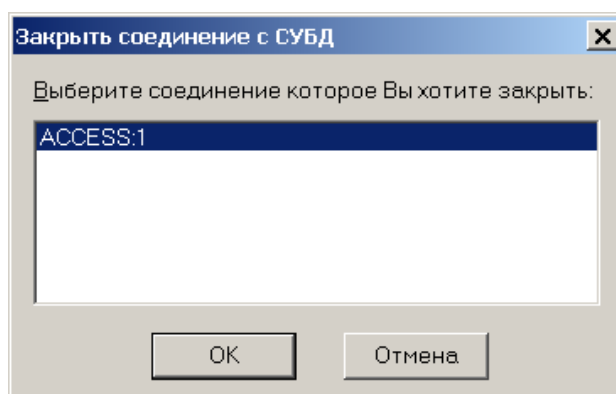 Закрыть соединение с СУБД
Выберите соединение которое Вы хотите закрыть:
ACCESS:1
OK
Отмена